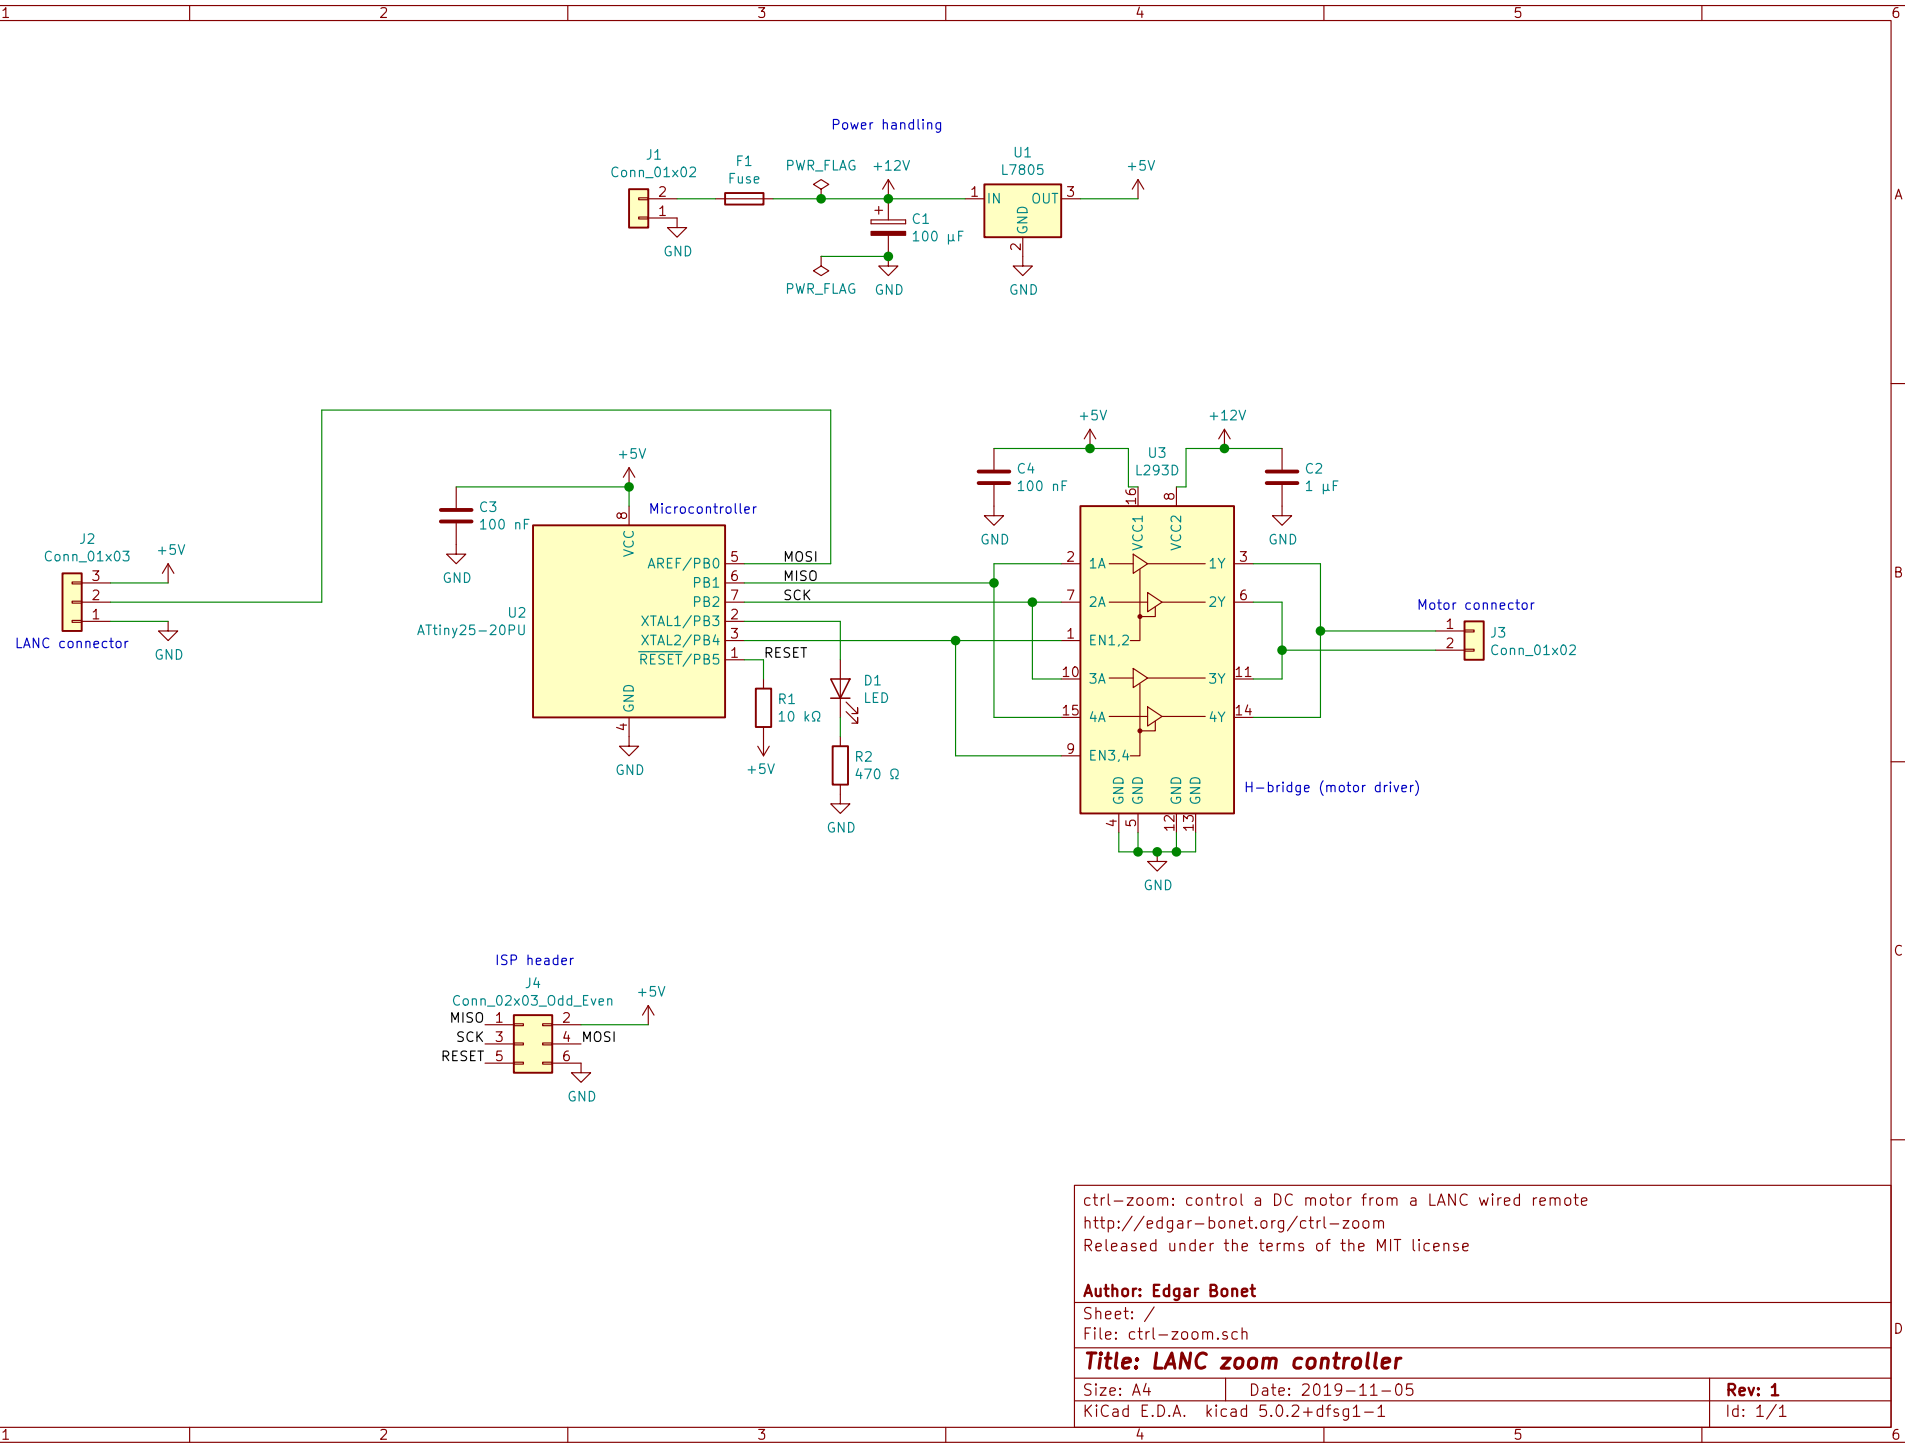 1 2 3 4 5 6
Power handling
J1
Conn_01x02
2
1
GND
F1
Fuse
PWR_FLAG
+12V
+
C1
100 µF
PWR_FLAG
GND
U1
L7805
1
IN
OUT
3
GND
2
GND
+5V
A
J2
Conn_01x03
3
2
1
+5V
GND
LANC connector
C3
100 nF
GND
+5V
8
Microcontroller
VCC
U2
ATtiny25-20PU
AREF/PB0 5 MOSI
PB1 6 MISO
PB2 7 SCK
XTAL1/PB3 2
XTAL2/PB4 3
RESET/PB5 1 RESET
GND
4
GND
R1
10 kΩ
+5V
D1
LED
R2
470 Ω
GND
+5V
C4
100 nF
GND
U3
L293D
+12V
C2
1 µF
GND
16
8
VCC1
VCC2
2 1A 1Y 3
7 2A 2Y 6
1 EN1,2
10 3A 3Y 11
15 4A 4Y 14
9 EN3,4
GND GND GND GND
4 5 12 13
GND
H-bridge (motor driver)
Motor connector
1
2
J3
Conn_01x02
B
ISP header
J4
Conn_02x03_Odd_Even
+5V
MISO 1 2
SCK 3 4 MOSI
RESET 5 6
GND
C
ctrl-zoom: control a DC motor from a LANC wired remote
http://edgar-bonet.org/ctrl-zoom
Released under the terms of the MIT license
Author: Edgar Bonet
Sheet: /
File: ctrl-zoom.sch
Title: LANC zoom controller
Size: A4 Date: 2019-11-05 Rev: 1
KiCad E.D.A. kicad 5.0.2+dfsg1-1 Id: 1/1
D
1 2 3 4 5 6